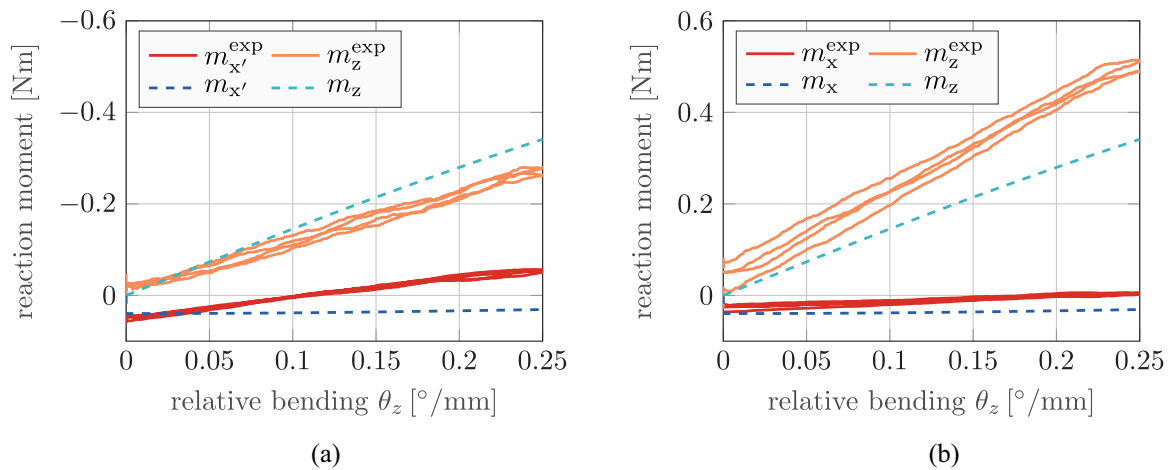 −0.6
−0.4
−0.2
0
reaction moment [Nm]
m_{x′}^{exp} m_z^{exp}
m_{x′} m_z
0 0.05 0.1 0.15 0.2 0.25
relative bending θ_z [°/mm]
(a)
0.6
0.4
0.2
0
reaction moment [Nm]
m_x^{exp} m_z^{exp}
m_x m_z
0 0.05 0.1 0.15 0.2 0.25
relative bending θ_z [°/mm]
(b)